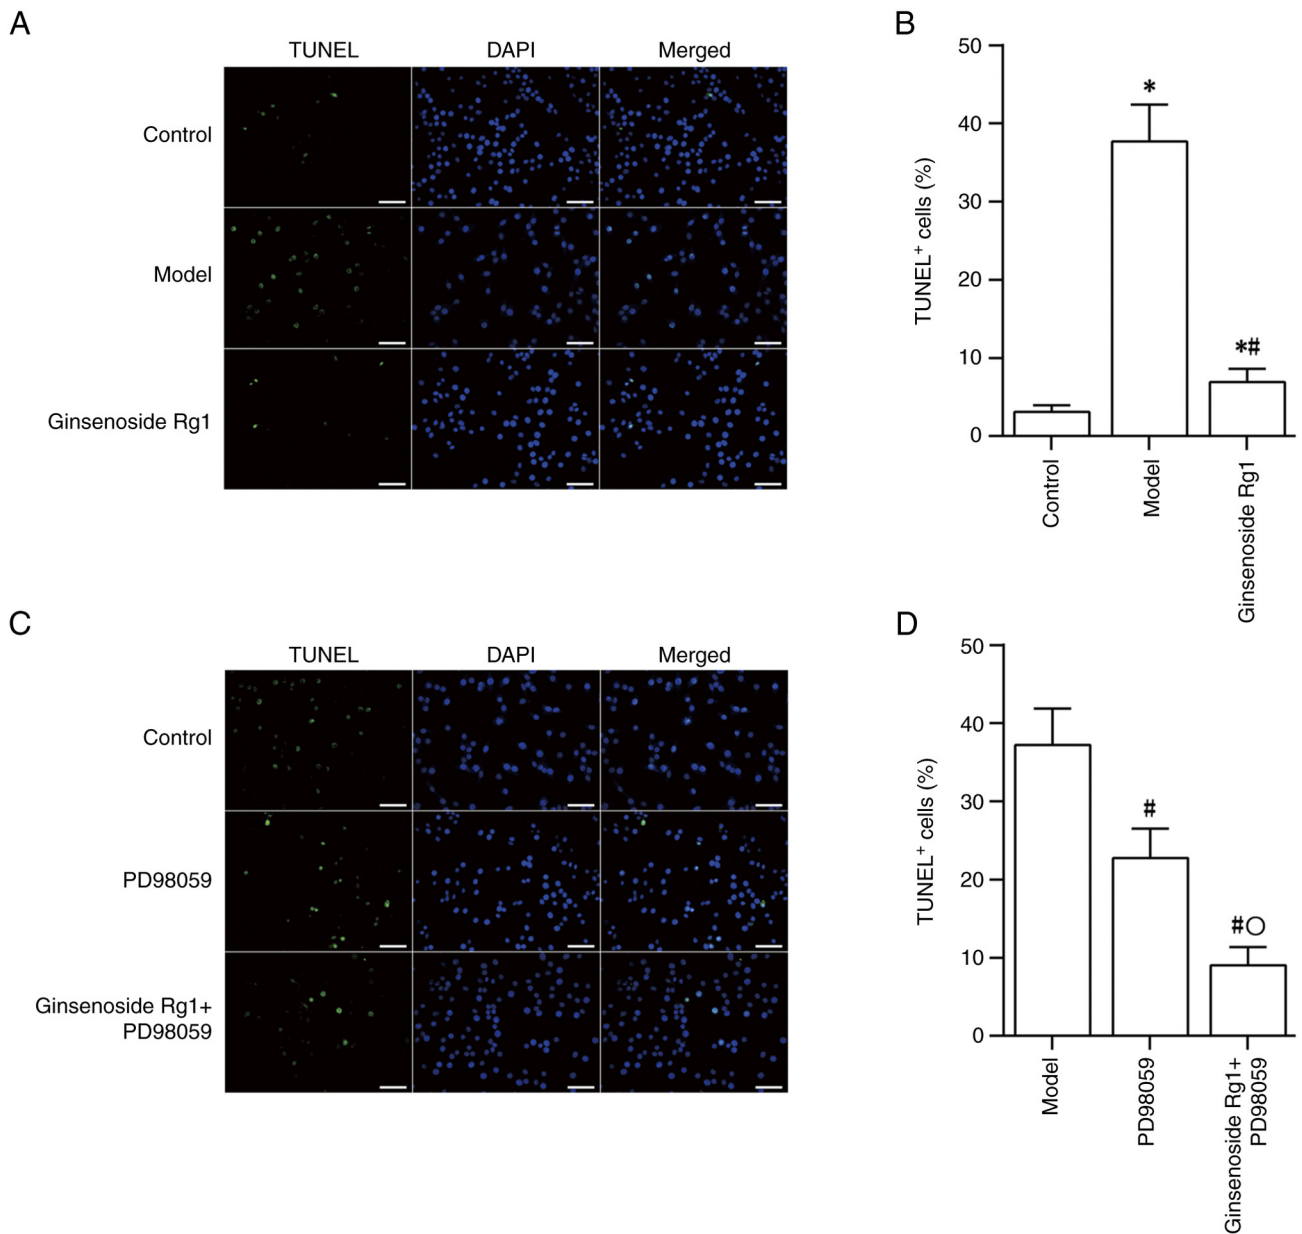 A
TUNEL DAPI Merged
Control
Model
Ginsenoside Rg1
B
50
40
30
20
10
0
TUNEL⁺ cells (%)
*
*#
Control
Model
Ginsenoside Rg1
C
TUNEL DAPI Merged
Control
PD98059
Ginsenoside Rg1+
PD98059
D
50
40
30
20
10
0
TUNEL⁺ cells (%)
#
#○
Model
PD98059
Ginsenoside Rg1+
PD98059